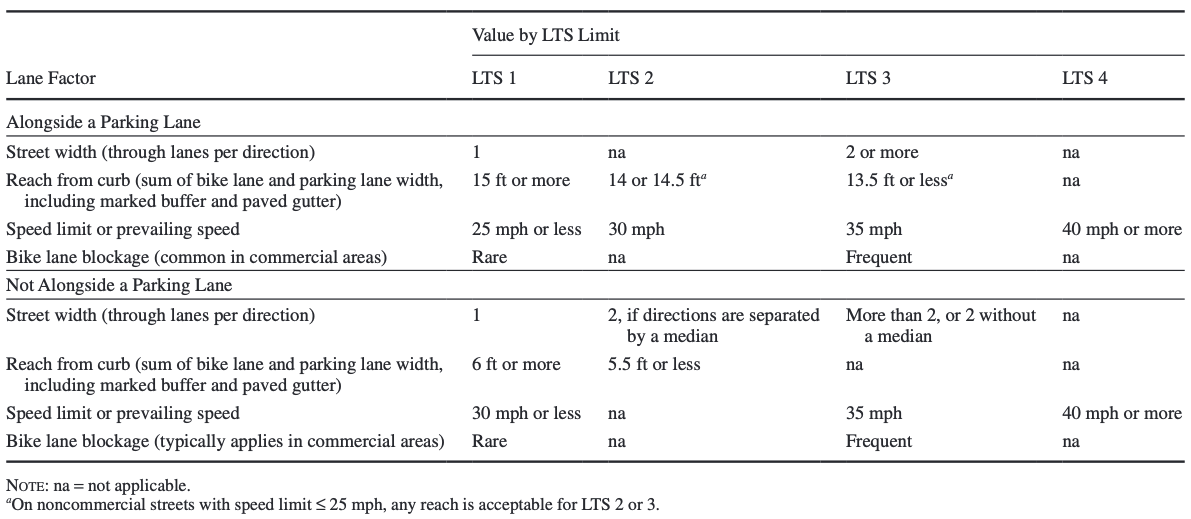 Value by LTS Limit
Lane Factor LTS 1 LTS 2 LTS 3 LTS 4
Alongside a Parking Lane
Street width (through lanes per direction) 1 na 2 or more na
Reach from curb (sum of bike lane and parking lane width, 15 ft or more 14 or 14.5 ftᵃ 13.5 ft or lessᵃ na
including marked buffer and paved gutter)
Speed limit or prevailing speed 25 mph or less 30 mph 35 mph 40 mph or more
Bike lane blockage (common in commercial areas) Rare na Frequent na
Not Alongside a Parking Lane
Street width (through lanes per direction) 1 2, if directions are separated More than 2, or 2 without na
by a median a median
Reach from curb (sum of bike lane and parking lane width, 6 ft or more 5.5 ft or less na na
including marked buffer and paved gutter)
Speed limit or prevailing speed 30 mph or less na 35 mph 40 mph or more
Bike lane blockage (typically applies in commercial areas) Rare na Frequent na
NOTE: na = not applicable.
ᵃOn noncommercial streets with speed limit ≤ 25 mph, any reach is acceptable for LTS 2 or 3.